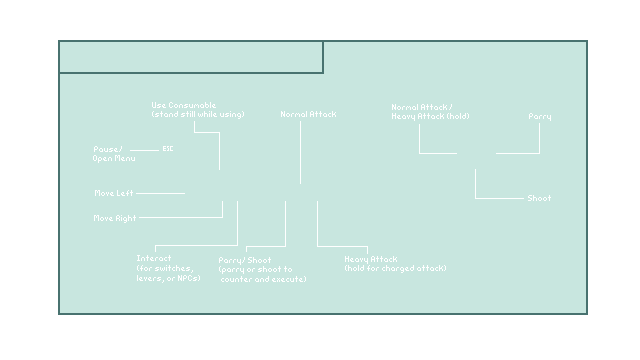 Use Consumable
(stand still while using)
Normal Attack
Normal Attack /
Heavy Attack (hold)
Parry
Pause/
Open Menu
ESC
Move Left
Move Right
Shoot
Interact
(for switches,
levers, or NPCs)
Parry/ Shoot
(parry or shoot to
counter and execute)
Heavy Attack
(hold for charged attack)